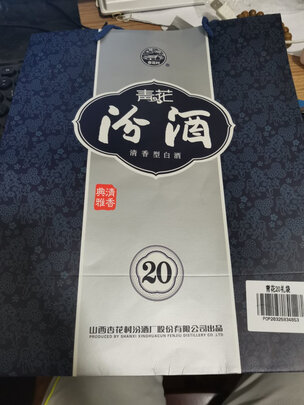 青花
汾酒
清香型白酒
清香
典雅
20
山西杏花村汾酒厂股份有限公司出品
PRODUCED BY SHANXI XINGHUACUN FENJIU DISTILLERY CO.,LTD.
青花20礼袋